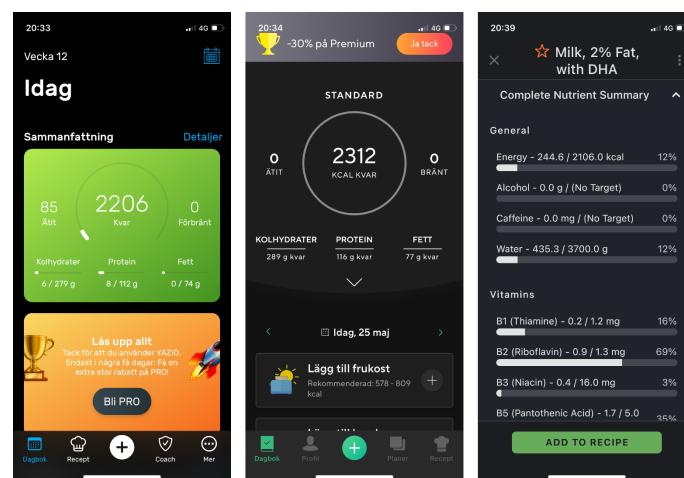 20:33
4G
Vecka 12
Idag
Sammanfattning
Detaljer
85
Ätit
2206
Kvar
0
Förbränt
Kolhydrater
Protein
Fett
6 / 279 g
8 / 112 g
0 / 74 g
Lås upp allt
Tack för att du använder YAZIO.
Endast i några få dagar: Få en
extra stor rabatt på PRO!
Bli PRO
Dagbok
Recept
Coach
Mer
20:34
4G
-30% på Premium
Ja tack
STANDARD
0
ÄTIT
2312
KCAL KVAR
0
BRÄNT
KOLHYDRATER
PROTEIN
FETT
289 g kvar
116 g kvar
77 g kvar
Idag, 25 maj
Lägg till frukost
Rekommenderad: 578 - 809
kcal
Dagbok
Profil
Planer
Recept
20:39
4G
Milk, 2% Fat,
with DHA
Complete Nutrient Summary
General
Energy - 244.6 / 2106.0 kcal 12%
Alcohol - 0.0 g / (No Target) 0%
Caffeine - 0.0 mg / (No Target) 0%
Water - 435.3 / 3700.0 g 12%
Vitamins
B1 (Thiamine) - 0.2 / 1.2 mg 16%
B2 (Riboflavin) - 0.9 / 1.3 mg 69%
B3 (Niacin) - 0.4 / 16.0 mg 3%
B5 (Pantothenic Acid) - 1.7 / 5.0 35%
ADD TO RECIPE